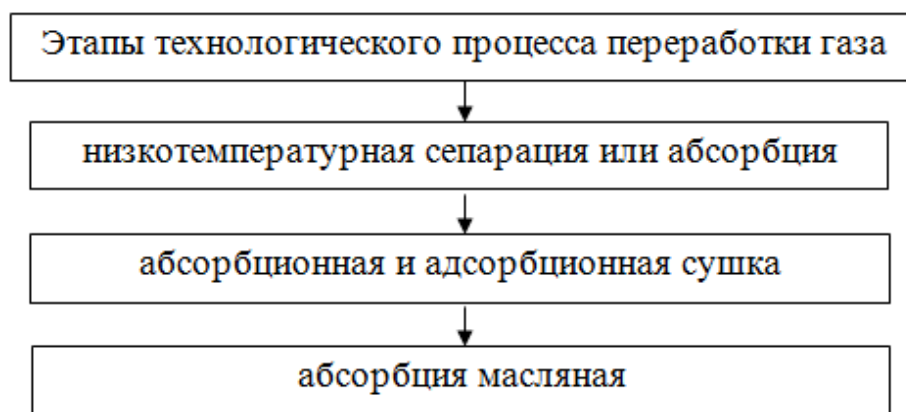 Этапы технологического процесса переработки газа
низкотемпературная сепарация или абсорбция
абсорбционная и адсорбционная сушка
абсорбция масляная